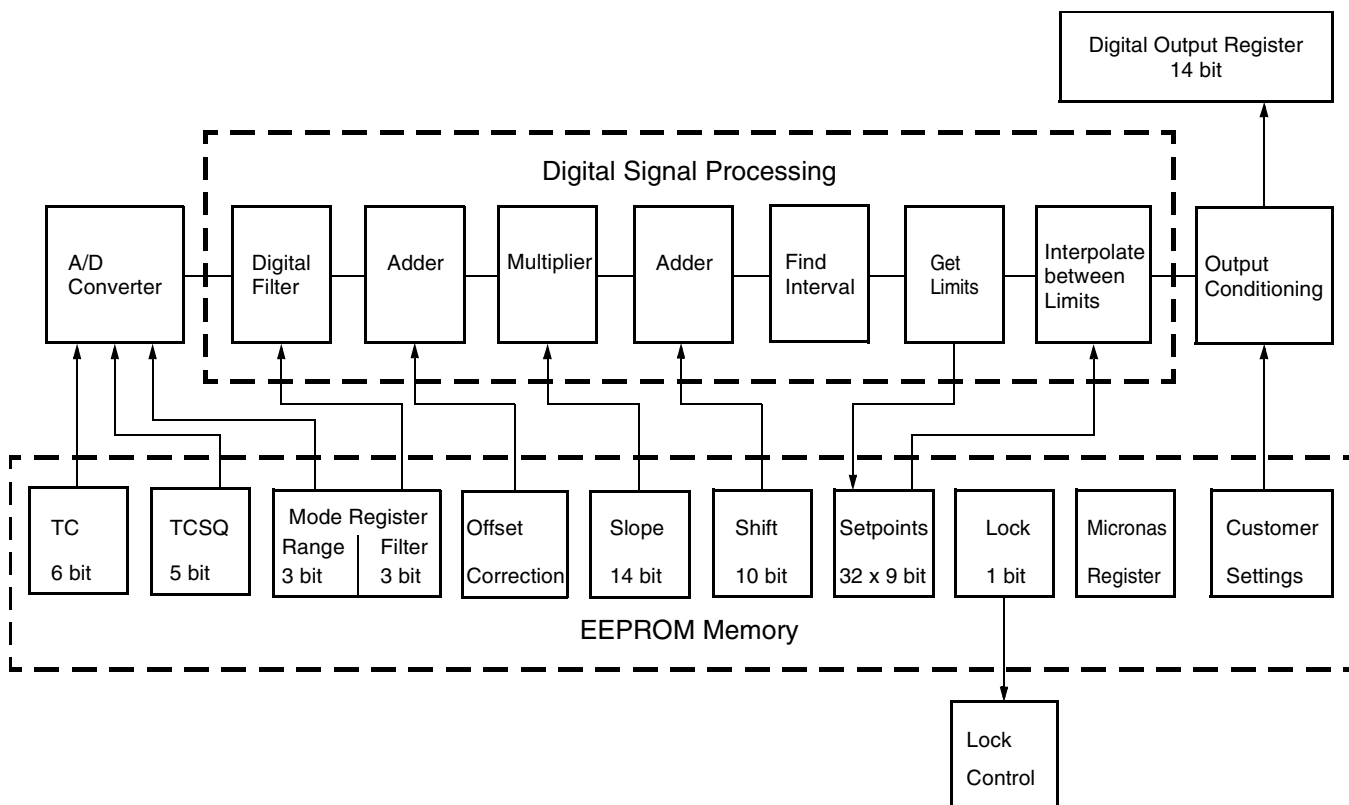 Digital Output Register
14 bit
Digital Signal Processing
A/D
Converter
Digital
Filter
Adder
Multiplier
Adder
Find
Interval
Get
Limits
Interpolate
between
Limits
Output
Conditioning
TC
6 bit
TCSQ
5 bit
Mode Register
Range
3 bit
Filter
3 bit
Offset
Correction
Slope
14 bit
Shift
10 bit
Setpoints
32 x 9 bit
Lock
1 bit
Micronas
Register
Customer
Settings
EEPROM Memory
Lock
Control